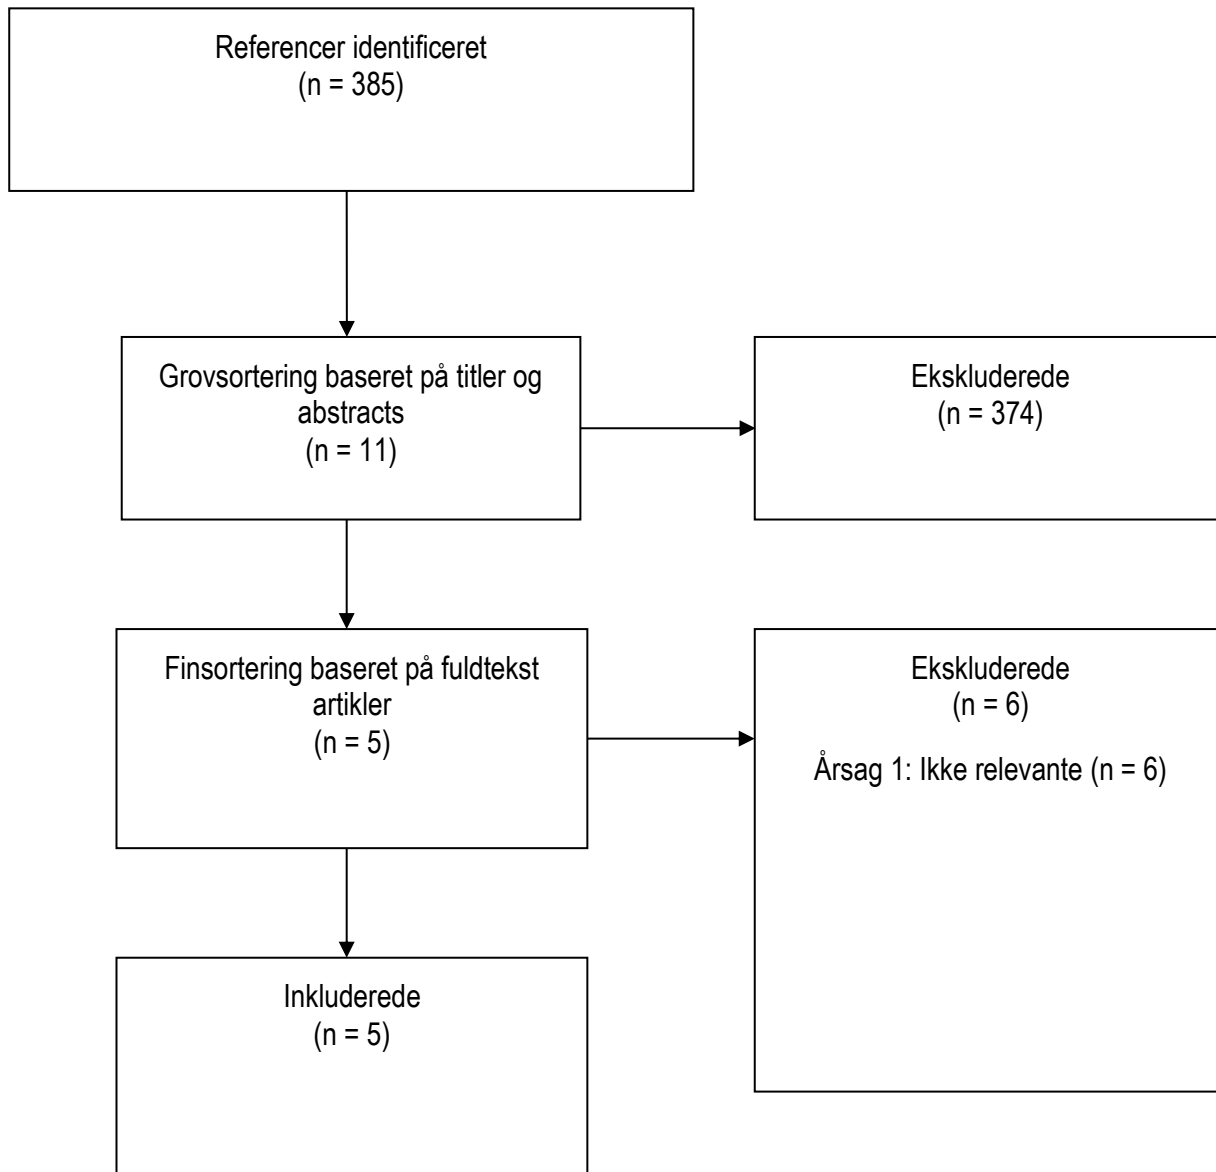 Referencer identificeret
(n = 385)
Grovsortering baseret på titler og
abstracts
(n = 11)
Ekskluderede
(n = 374)
Finsortering baseret på fuldtekst
artikler
(n = 5)
Ekskluderede
(n = 6)
Årsag 1: Ikke relevante (n = 6)
Inkluderede
(n = 5)